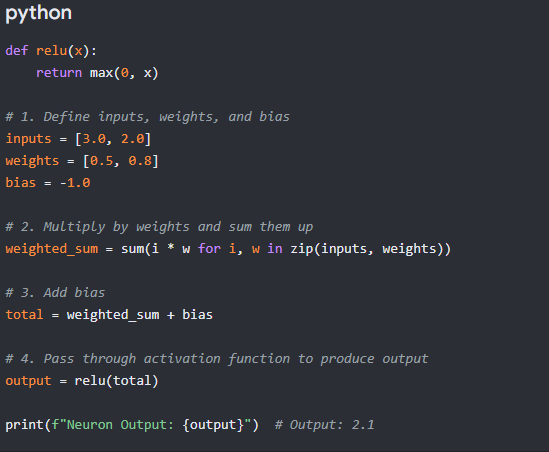 python
def relu(x):
    return max(0, x)
# 1. Define inputs, weights, and bias
inputs = [3.0, 2.0]
weights = [0.5, 0.8]
bias = -1.0
# 2. Multiply by weights and sum them up
weighted_sum = sum(i * w for i, w in zip(inputs, weights))
# 3. Add bias
total = weighted_sum + bias
# 4. Pass through activation function to produce output
output = relu(total)
print(f"Neuron Output: {output}")  # Output: 2.1